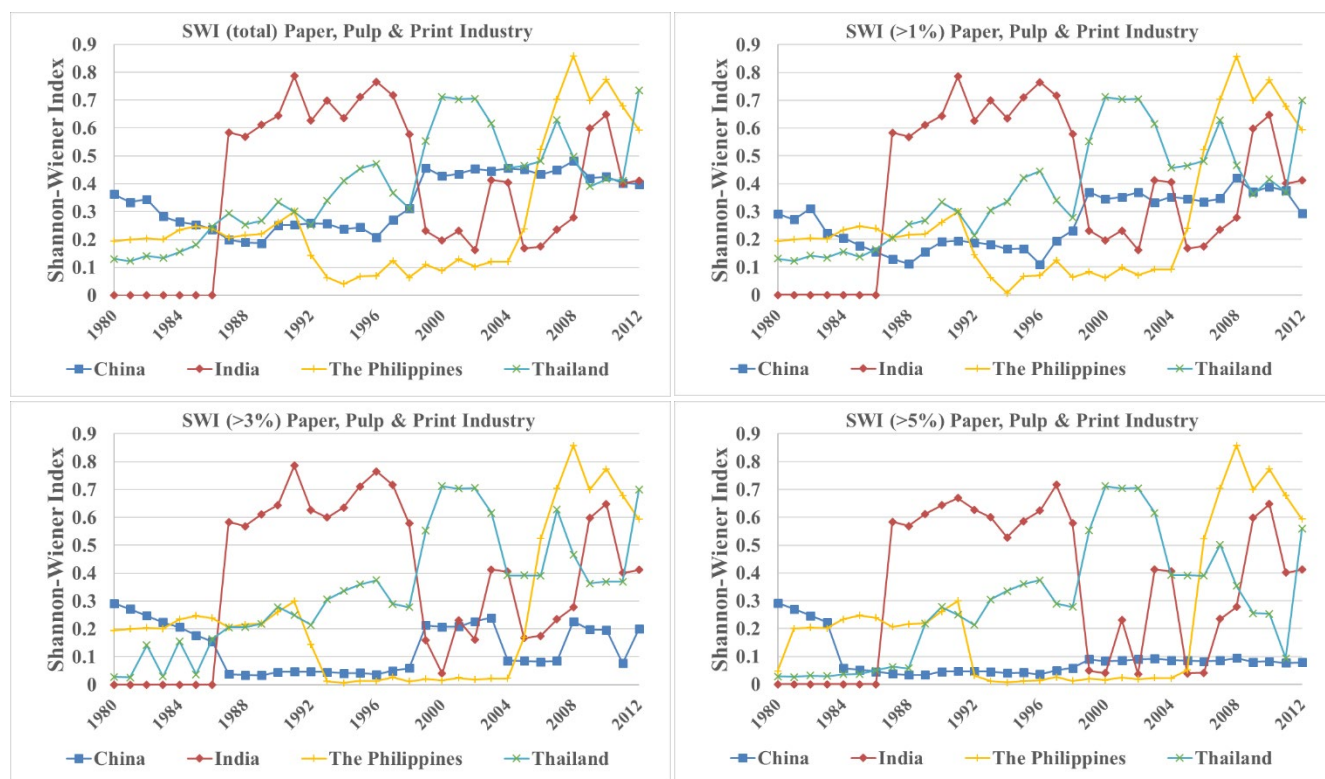 SWI (total) Paper, Pulp & Print Industry
Shannon-Wiener Index
0.9
0.8
0.7
0.6
0.5
0.4
0.3
0.2
0.1
0
1980 1984 1988 1992 1996 2000 2004 2008 2012
China India The Philippines Thailand
SWI (>1%) Paper, Pulp & Print Industry
Shannon-Wiener Index
0.9
0.8
0.7
0.6
0.5
0.4
0.3
0.2
0.1
0
1980 1984 1988 1992 1996 2000 2004 2008 2012
China India The Philippines Thailand
SWI (>3%) Paper, Pulp & Print Industry
Shannon-Wiener Index
0.9
0.8
0.7
0.6
0.5
0.4
0.3
0.2
0.1
0
1980 1984 1988 1992 1996 2000 2004 2008 2012
China India The Philippines Thailand
SWI (>5%) Paper, Pulp & Print Industry
Shannon-Wiener Index
0.9
0.8
0.7
0.6
0.5
0.4
0.3
0.2
0.1
0
1980 1984 1988 1992 1996 2000 2004 2008 2012
China India The Philippines Thailand